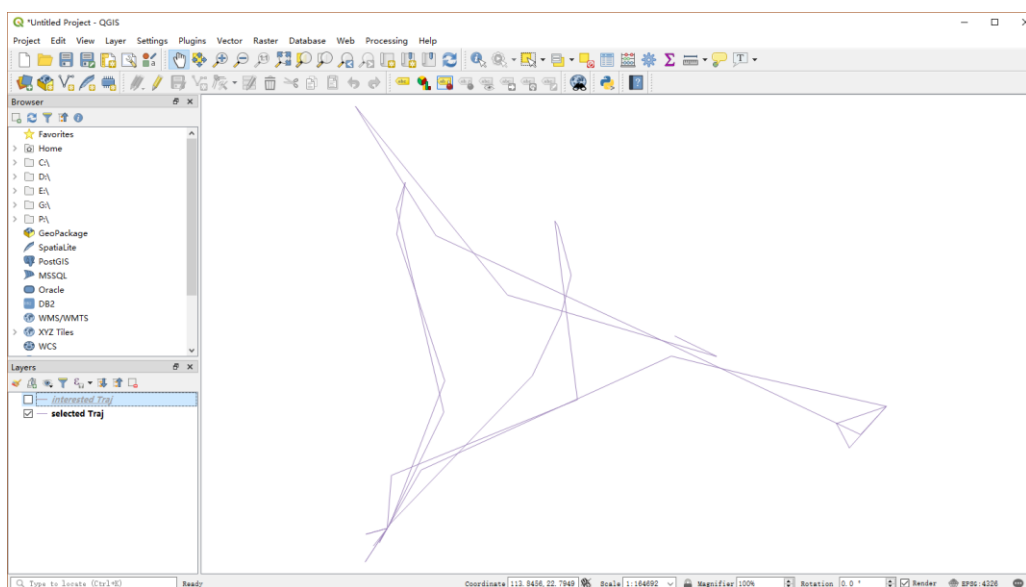 *Untitled Project - QGIS
Project Edit View Layer Settings Plugins Vector Raster Database Web Processing Help
Browser
Favorites
Home
C:\
D:\
E:\
G:\
P:\
GeoPackage
SpatiaLite
PostGIS
MSSQL
Oracle
DB2
WMS/WMTS
XYZ Tiles
WCS
Layers
interested Traj
selected Traj
Type to locate (Ctrl+K) Ready Coordinate 113.8456, 22.7949 Scale 1:164692 Magnifier 100% Rotation 0.0 ° Render EPSG:4326